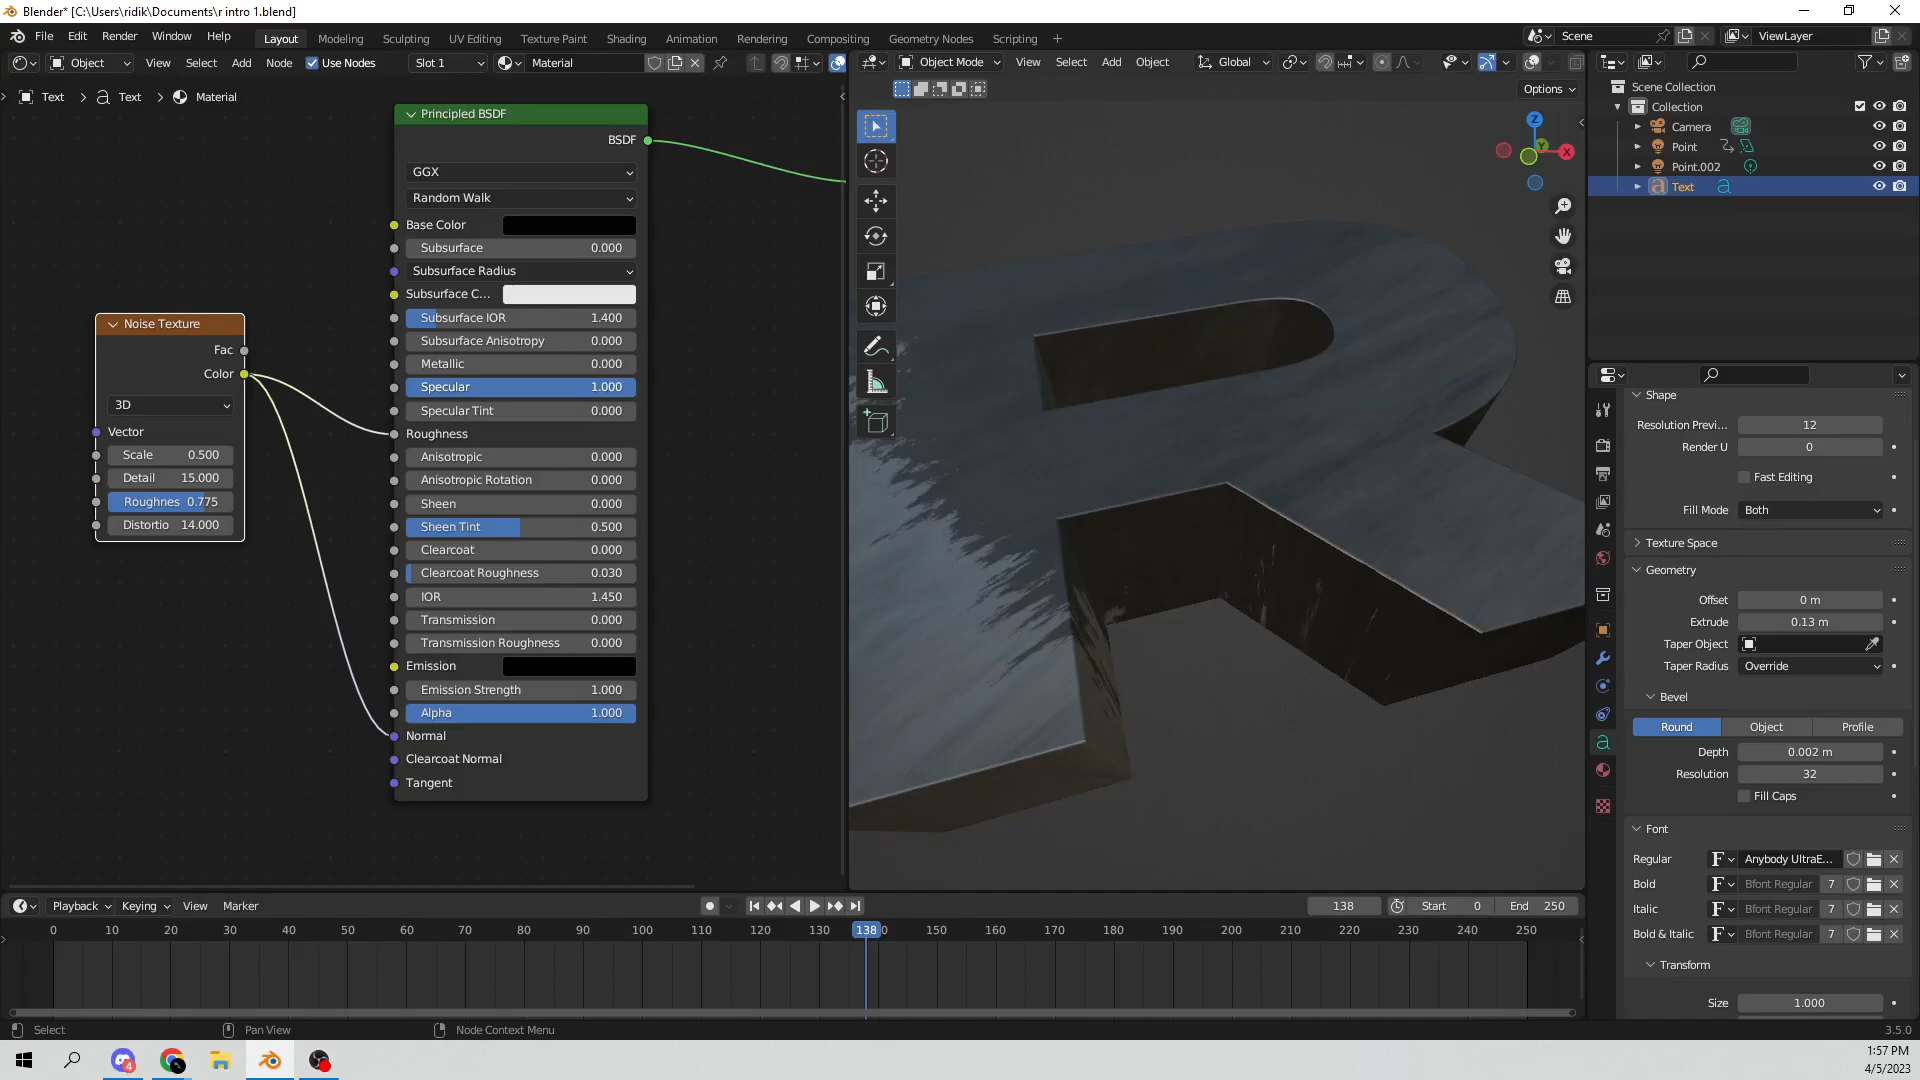 Blender* [C:\Users\ridik\Documents\r intro 1.blend]
File Edit Render Window Help Layout Modeling Sculpting UV Editing Texture Paint Shading Animation Rendering Compositing Geometry Nodes Scripting + Scene ViewLayer
Object View Select Add Node Use Nodes Slot 1 Material
Object Mode View Select Add Object Global
Options
Text > Text > Material
Principled BSDF
BSDF
GGX
Random Walk
Base Color
Subsurface 0.000
Subsurface Radius
Subsurface C...
Subsurface IOR 1.400
Subsurface Anisotropy 0.000
Metallic 0.000
Specular 1.000
Specular Tint 0.000
Roughness
Anisotropic 0.000
Anisotropic Rotation 0.000
Sheen 0.000
Sheen Tint 0.500
Clearcoat 0.000
Clearcoat Roughness 0.030
IOR 1.450
Transmission 0.000
Transmission Roughness 0.000
Emission
Emission Strength 1.000
Alpha 1.000
Normal
Clearcoat Normal
Tangent
Noise Texture
Fac
Color
3D
Vector
Scale 0.500
Detail 15.000
Roughnes 0.775
Distortio 14.000
Z
Y
X
Scene Collection
Collection
Camera
Point
Point.002
Text
Shape
Resolution Previ... 12
Render U 0
Fast Editing
Fill Mode Both
Texture Space
Geometry
Offset 0 m
Extrude 0.13 m
Taper Object
Taper Radius Override
Bevel
Round Object Profile
Depth 0.002 m
Resolution 32
Fill Caps
Font
Regular Anybody UltraE...
Bold Bfont Regular 7
Italic Bfont Regular 7
Bold & Italic Bfont Regular 7
Transform
Size 1.000
Playback Keying View Marker 138 Start 0 End 250
0 10 20 30 40 50 60 70 80 90 100 110 120 130 138 0 150 160 170 180 190 200 210 220 230 240 250
Select Pan View Node Context Menu 3.5.0
4
1:57 PM
4/5/2023